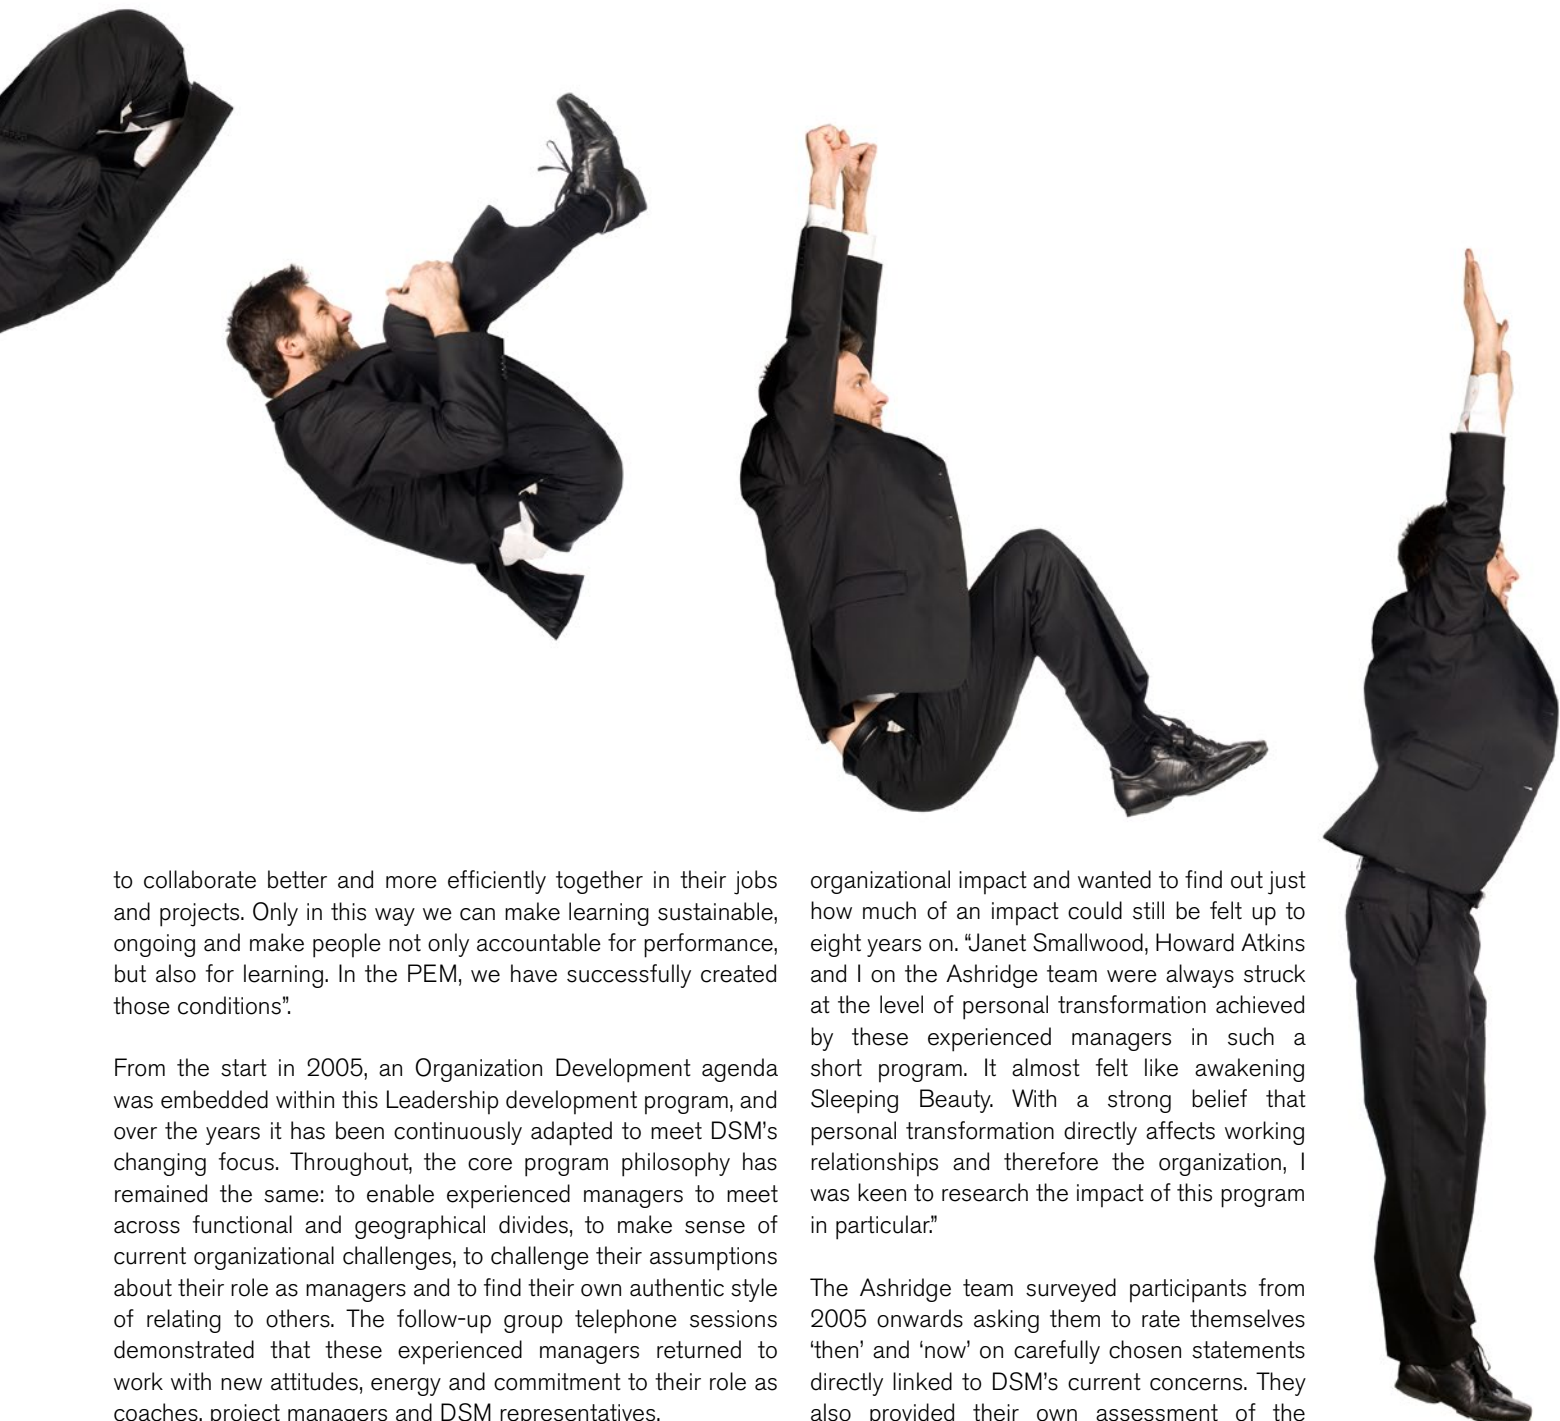 to collaborate better and more efficiently together in their jobs
and projects. Only in this way we can make learning sustainable,
ongoing and make people not only accountable for performance,
but also for learning. In the PEM, we have successfully created
those conditions”.
From the start in 2005, an Organization Development agenda
was embedded within this Leadership development program, and
over the years it has been continuously adapted to meet DSM’s
changing focus. Throughout, the core program philosophy has
remained the same: to enable experienced managers to meet
across functional and geographical divides, to make sense of
current organizational challenges, to challenge their assumptions
about their role as managers and to find their own authentic style
of relating to others. The follow-up group telephone sessions
demonstrated that these experienced managers returned to
work with new attitudes, energy and commitment to their role as
coaches, project managers and DSM representatives.
organizational impact and wanted to find out just
how much of an impact could still be felt up to
eight years on. “Janet Smallwood, Howard Atkins
and I on the Ashridge team were always struck
at the level of personal transformation achieved
by these experienced managers in such a
short program. It almost felt like awakening
Sleeping Beauty. With a strong belief that
personal transformation directly affects working
relationships and therefore the organization, I
was keen to research the impact of this program
in particular.”
The Ashridge team surveyed participants from
2005 onwards asking them to rate themselves
‘then’ and ‘now’ on carefully chosen statements
directly linked to DSM’s current concerns. They
also provided their own assessment of the